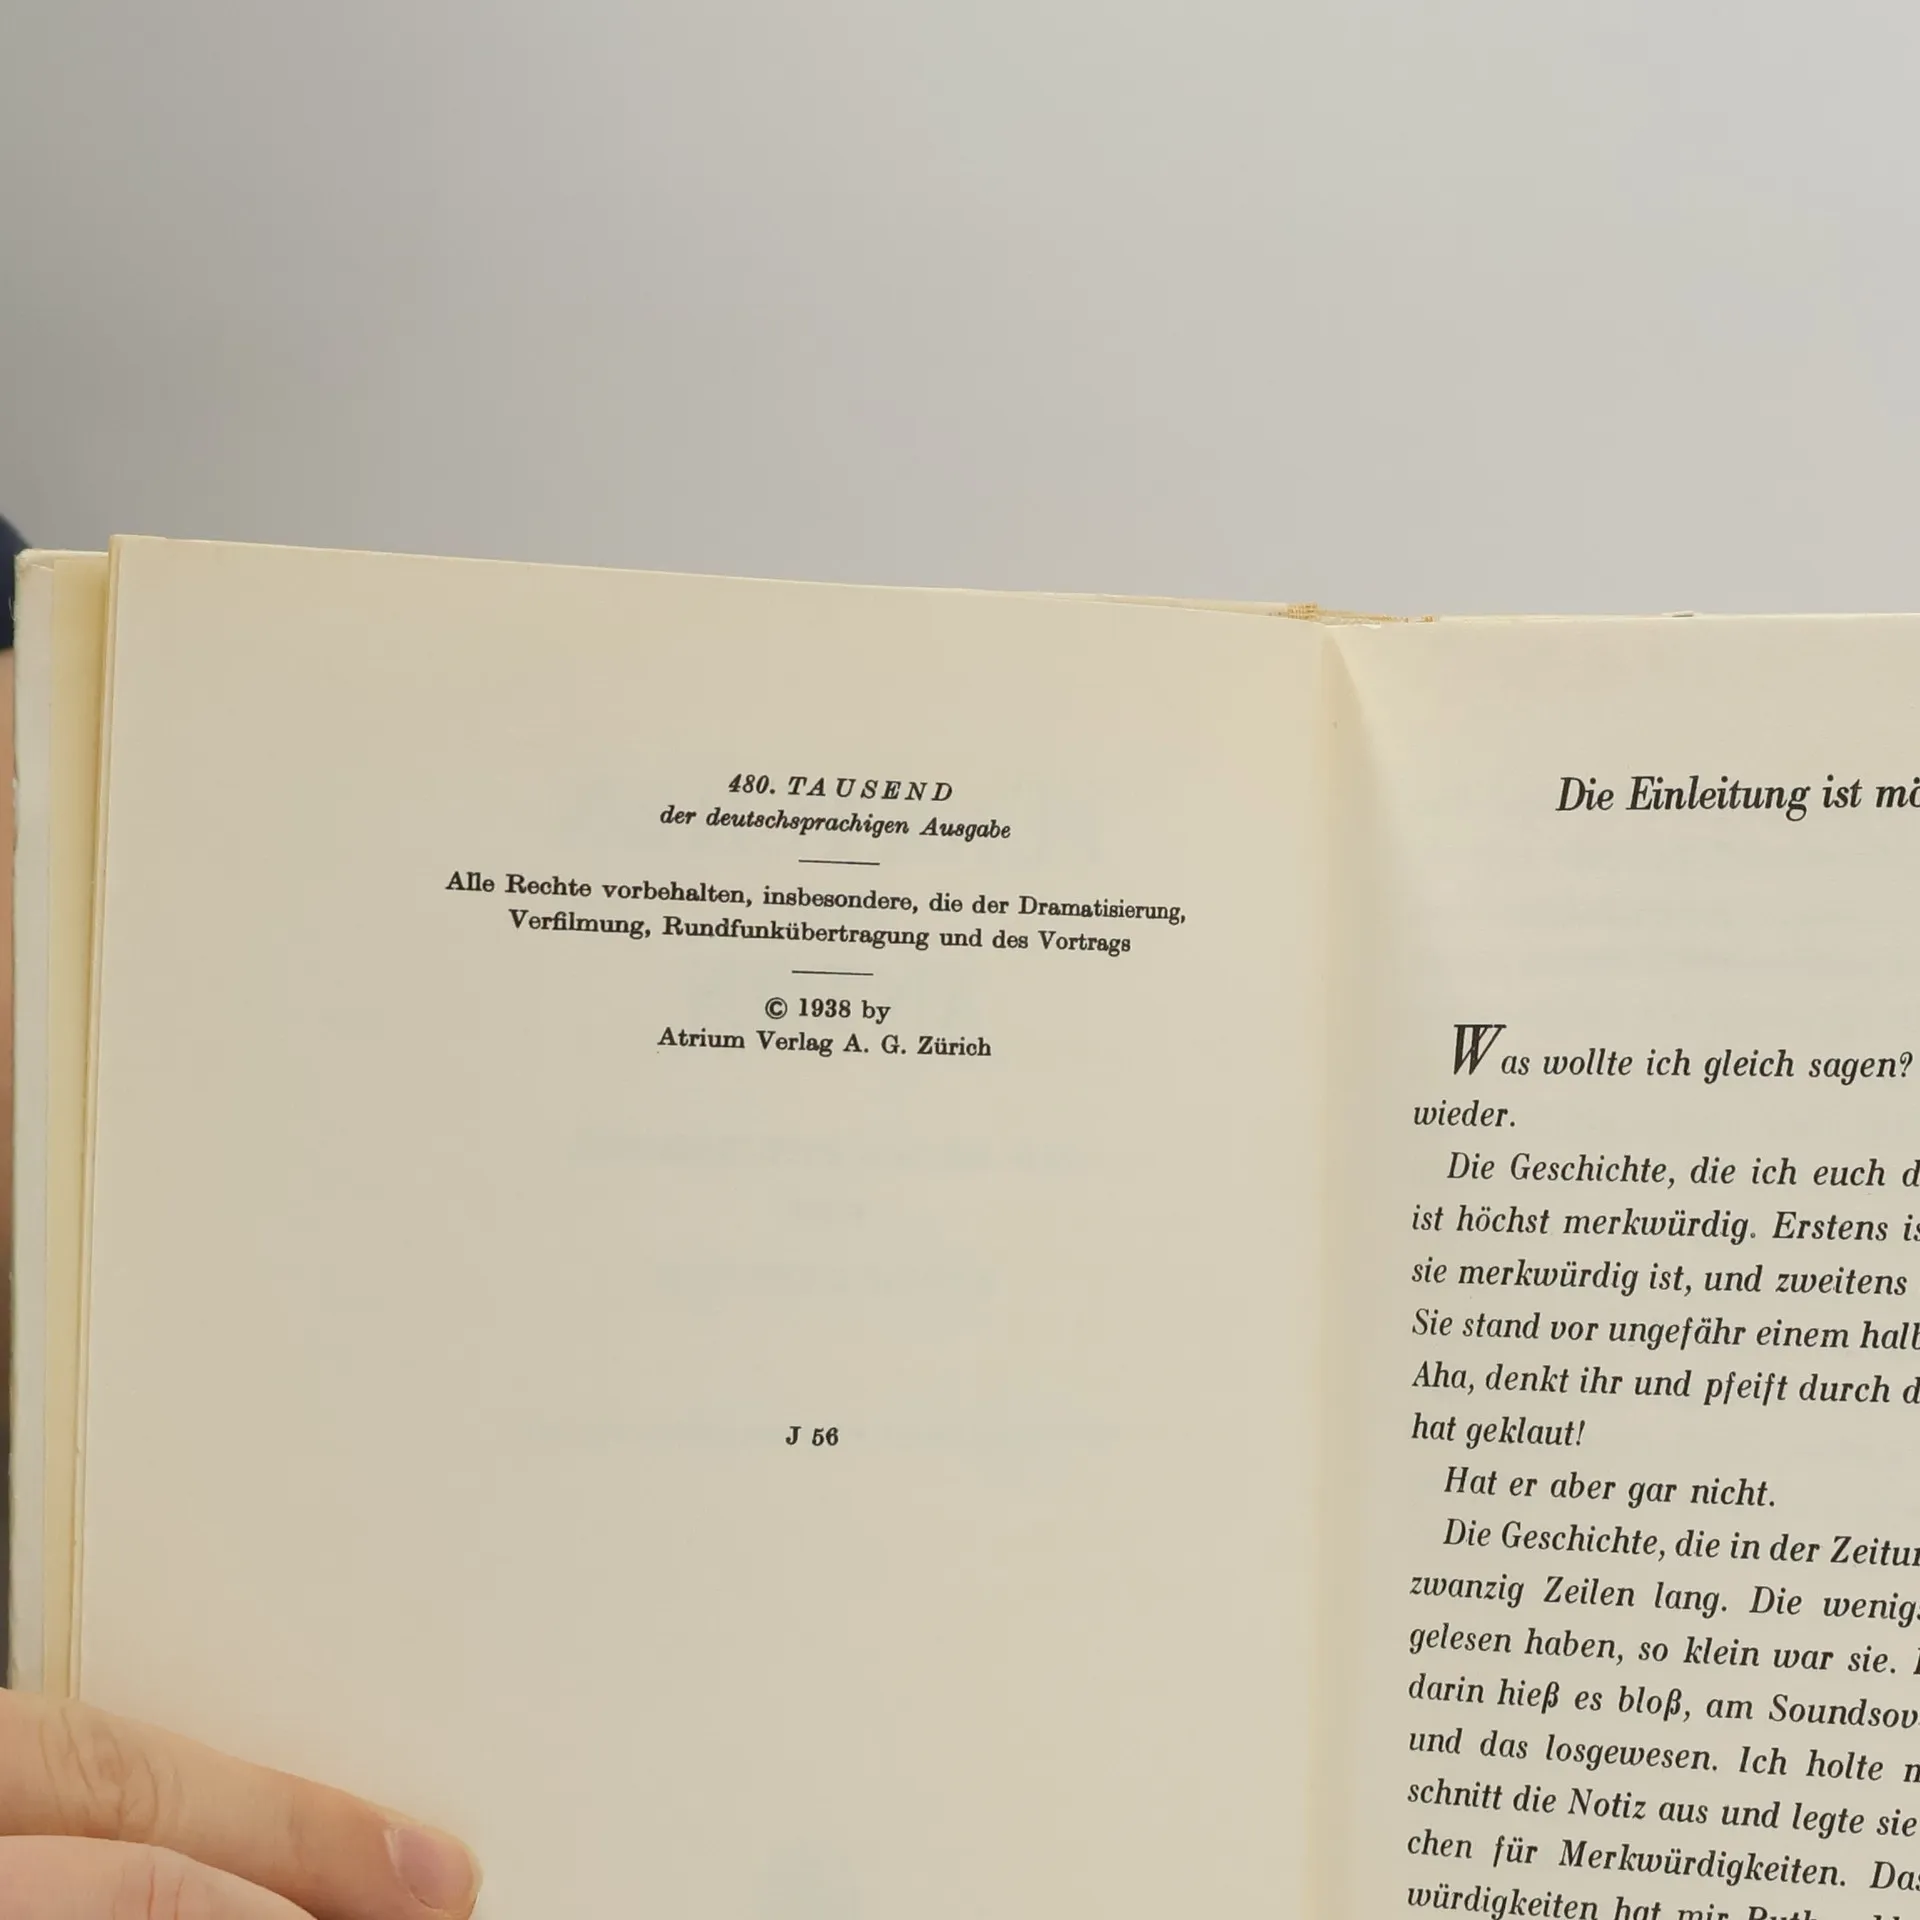 480. TAUSEND
der deutschsprachigen Ausgabe
Alle Rechte vorbehalten, insbesondere, die der Dramatisierung,
Verfilmung, Rundfunkübertragung und des Vortrags
© 1938 by
Atrium Verlag A. G. Zürich
J 56
Die Einleitung ist
Was wollte ich gleich sagen?
wieder.
Die Geschichte, die ich euch
ist höchst merkwürdig. Erstens
sie merkwürdig ist, und zweitens
Sie stand vor ungefähr einem
Aha, denkt ihr und pfeift durch
hat geklaut!
Hat er aber gar nicht.
Die Geschichte, die in der
zwanzig Zeilen lang. Die
gelesen haben, so klein war sie.
darin hieß es bloß, am
und das losgewesen. Ich holte
schnitt die Notiz aus und legte sie
chen für Merkwürdigkeiten.
würdigkeiten hat mir